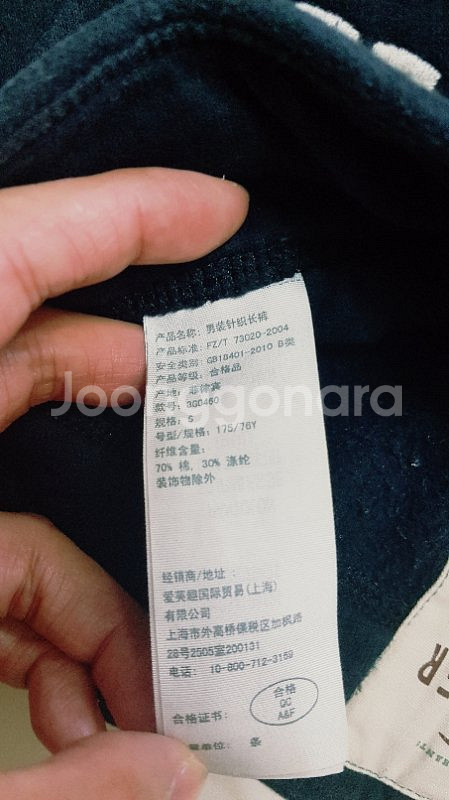 产品名称: 男装针织长裤
产品标准: FZ/T 73020-2004
安全类别: GB18401-2010 B类
产品等级: 合格品
产地: 菲律宾
款号: 3G0460
规格: S
号型/规格: 175/76Y
纤维含量:
70% 棉, 30% 涤纶
装饰物除外
Joonggonara
经销商/地址:
爱芙趣国际贸易(上海)
有限公司
上海市外高桥保税区加枫路
28号2505室200131
电话: 10-800-712-3159
合格证书:
合格
QC
A&F
单位: 条
ER